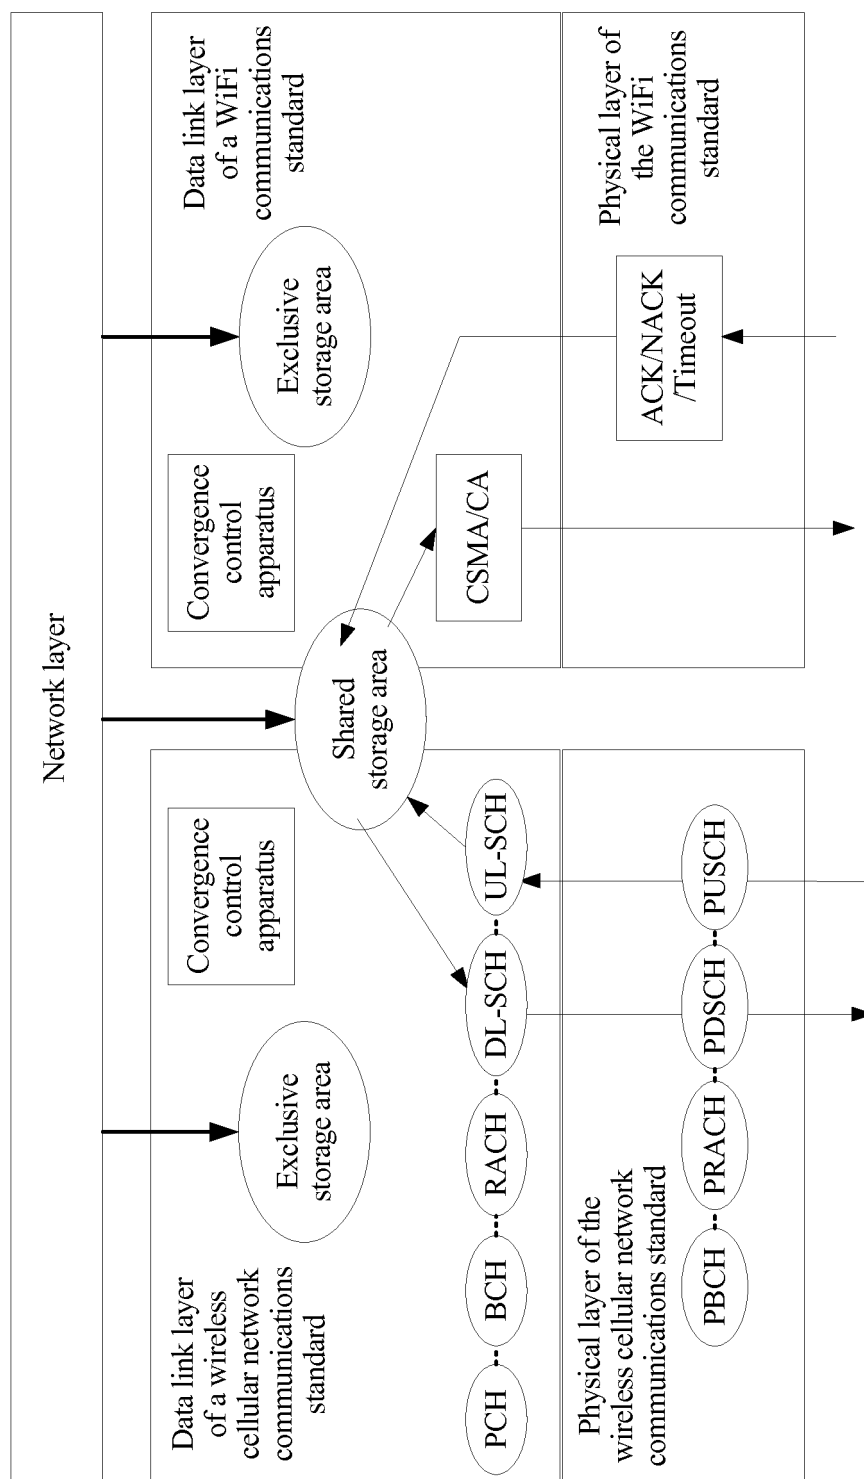 Network layer
Data link layer
of a wireless
cellular network
communications
standard
Exclusive
storage area
Convergence
control
apparatus
Shared
storage area
Convergence
control
apparatus
Exclusive
storage area
Data link layer
of a WiFi
communications
standard
PCH
BCH
RACH
DL-SCH
UL-SCH
CSMA/CA
Physical layer of the
wireless cellular network
communications standard
PBCH
PRACH
PDSCH
PUSCH
ACK/NACK
/Timeout
Physical layer of
the WiFi
communications
standard